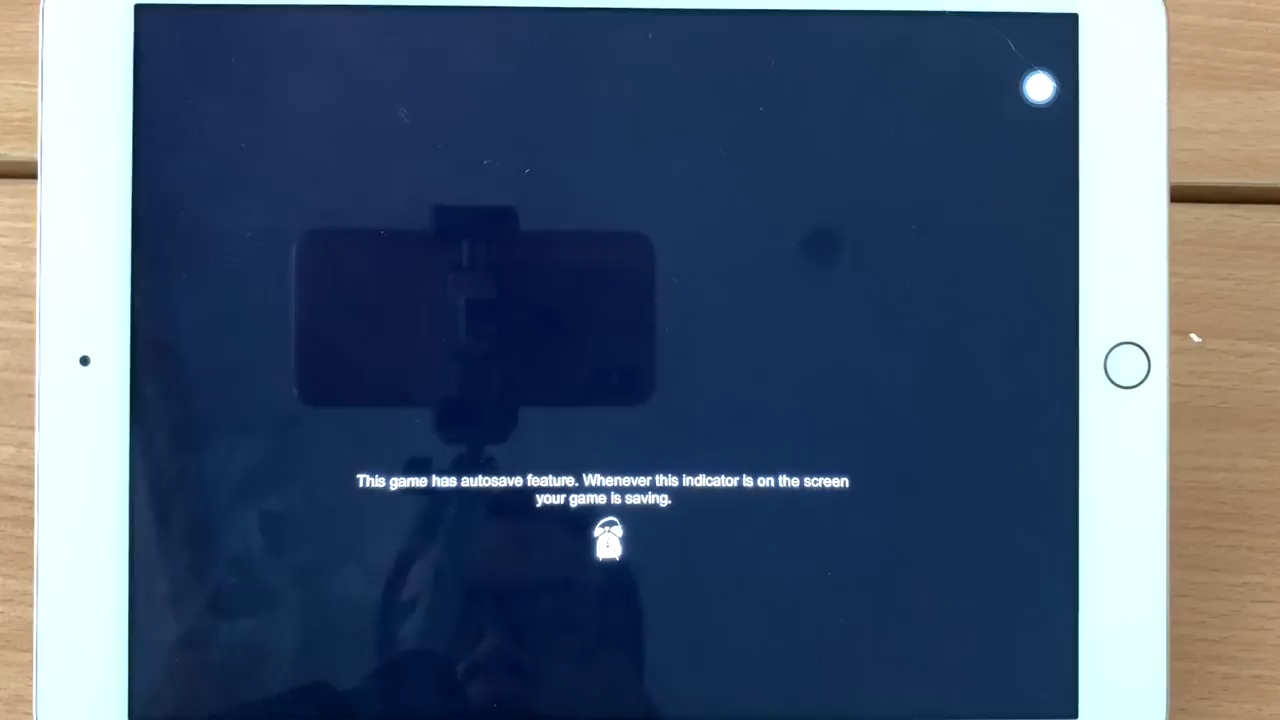 This game has autosave feature. Whenever this indicator is on the screen
your game is saving.